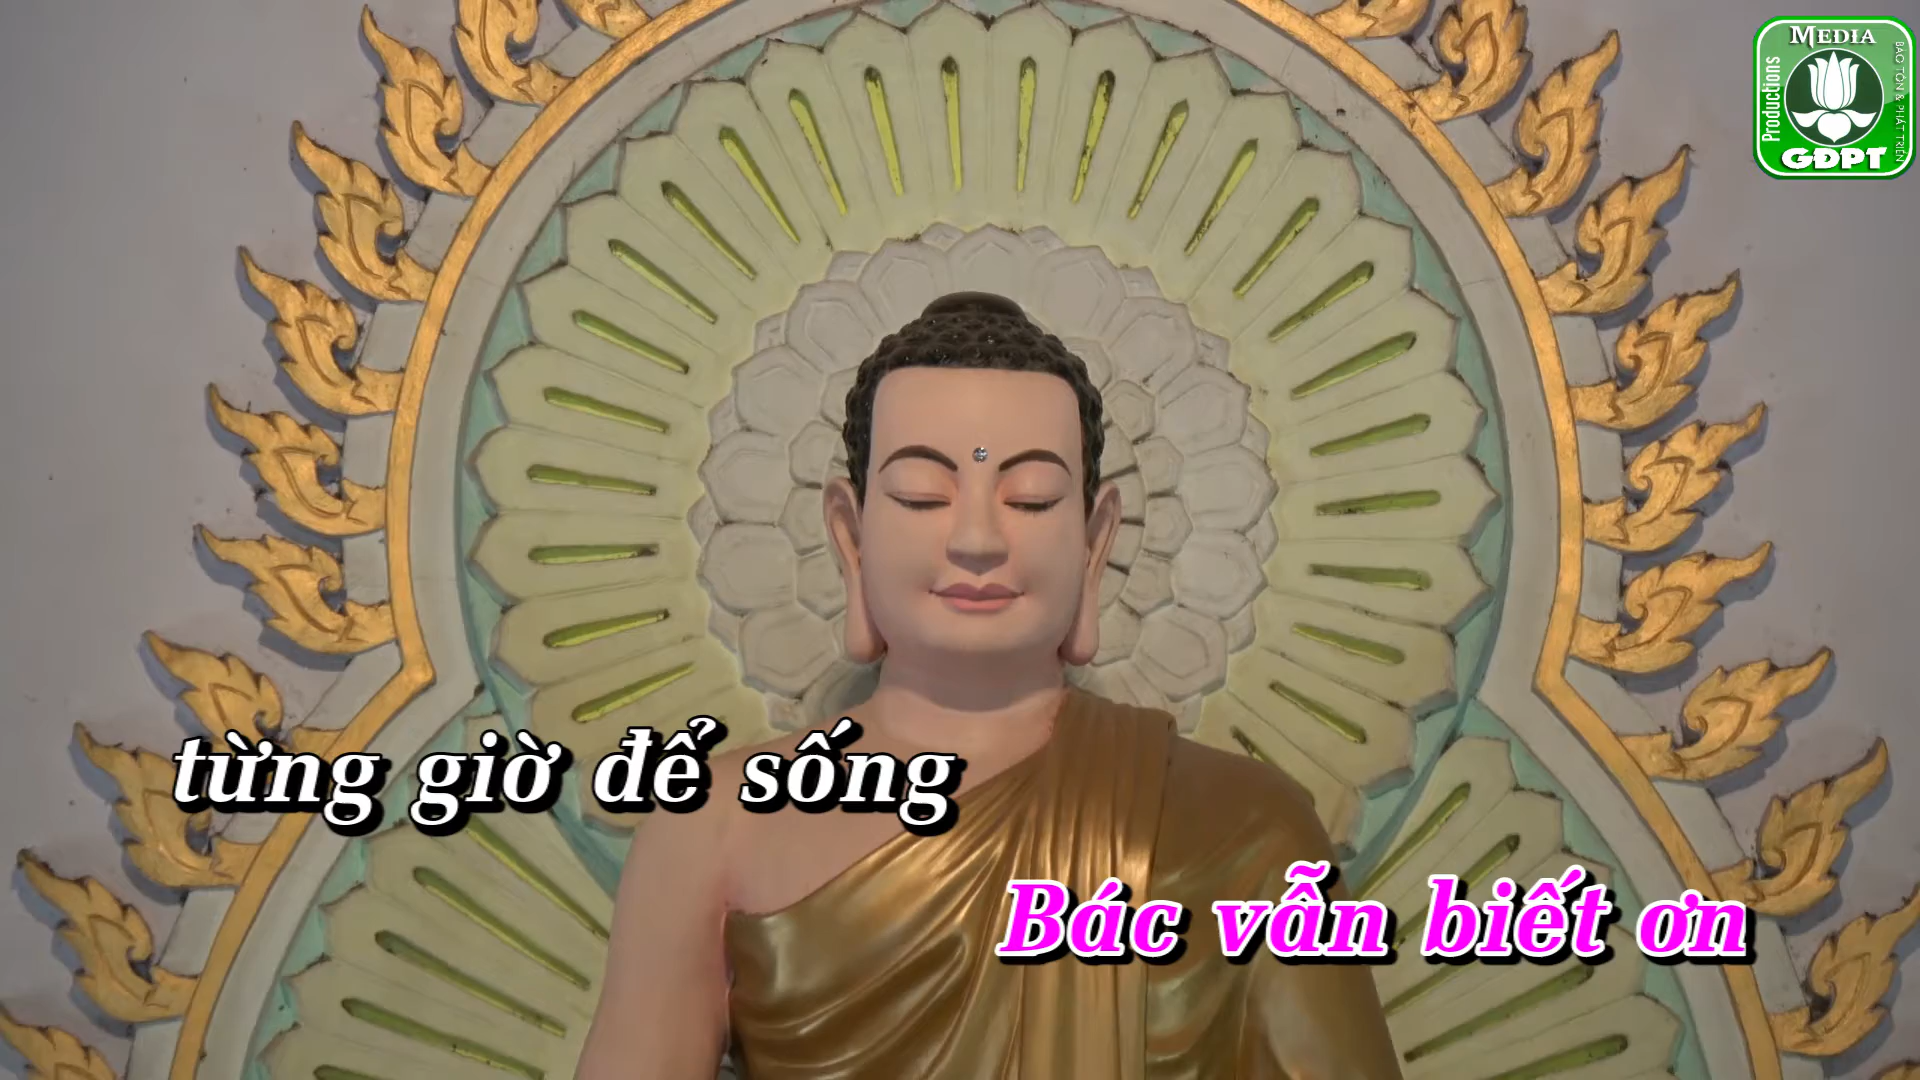 MEDIA
Productions
BẢO TỒN & PHÁT TRIỂN
GĐPT
từng giờ để sống
Bác vẫn biết ơn